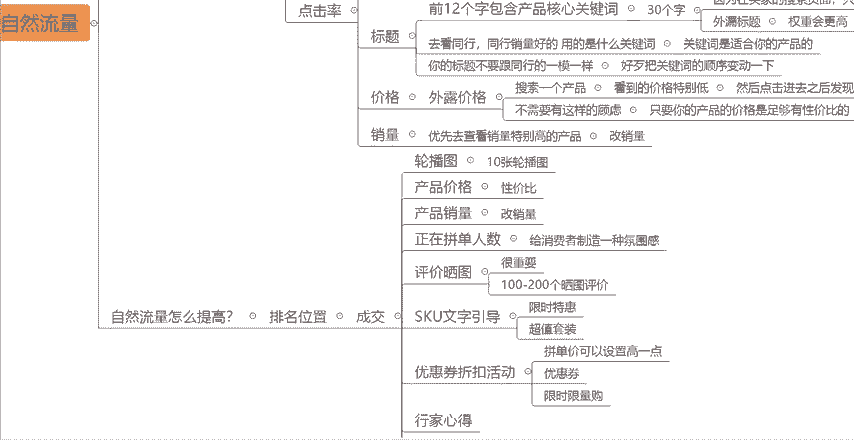 自然流量
点击率
标题
前12个字包含产品核心关键词
30个字
外漏标题
权重会更高
去看同行，同行销量好的 用的是什么关键词
关键词是适合你的产品的
你的标题不要跟同行的一模一样
好歹把关键词的顺序变动一下
价格
外露价格
搜索一个产品
看到的价格特别低
然后点击进去之后发现
不需要有这样的顾虑
只要你的产品的价格是足够有性价比的
销量
优先去查看销量特别高的产品
改销量
自然流量怎么提高？
排名位置
成交
轮播图
10张轮播图
产品价格
性价比
产品销量
改销量
正在拼单人数
给消费者制造一种氛围感
评价晒图
很重要
100-200个晒图评价
SKU文字引导
限时特惠
超值套装
优惠券折扣活动
拼单价可以设置高一点
优惠券
限时限量购
行家心得